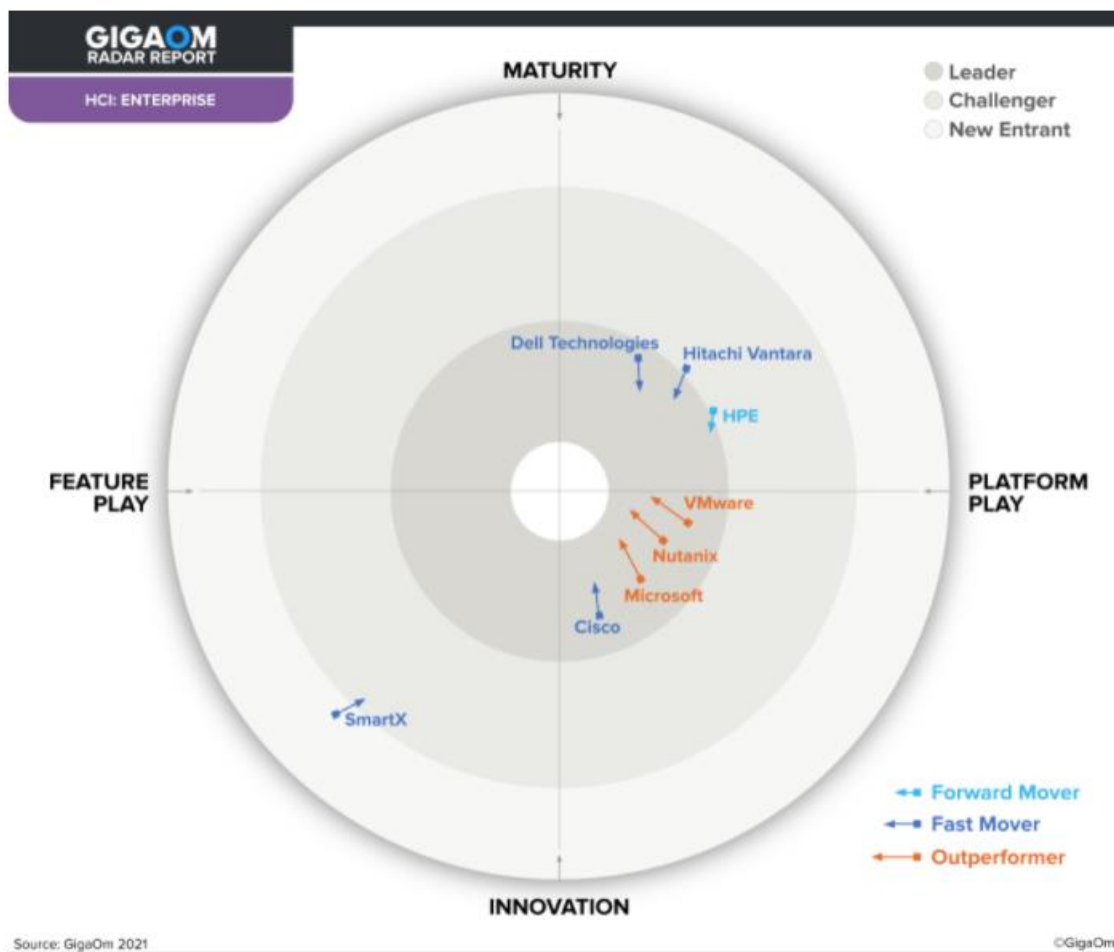 GIGAOM
RADAR REPORT
HCI: ENTERPRISE
MATURITY
Leader
Challenger
New Entrant
Dell Technologies
Hitachi Vantara
HPE
FEATURE
PLAY
PLATFORM
PLAY
VMware
Nutanix
Microsoft
Cisco
SmartX
Forward Mover
Fast Mover
Outperformer
INNOVATION
Source: GigaOm 2021
©GigaOm